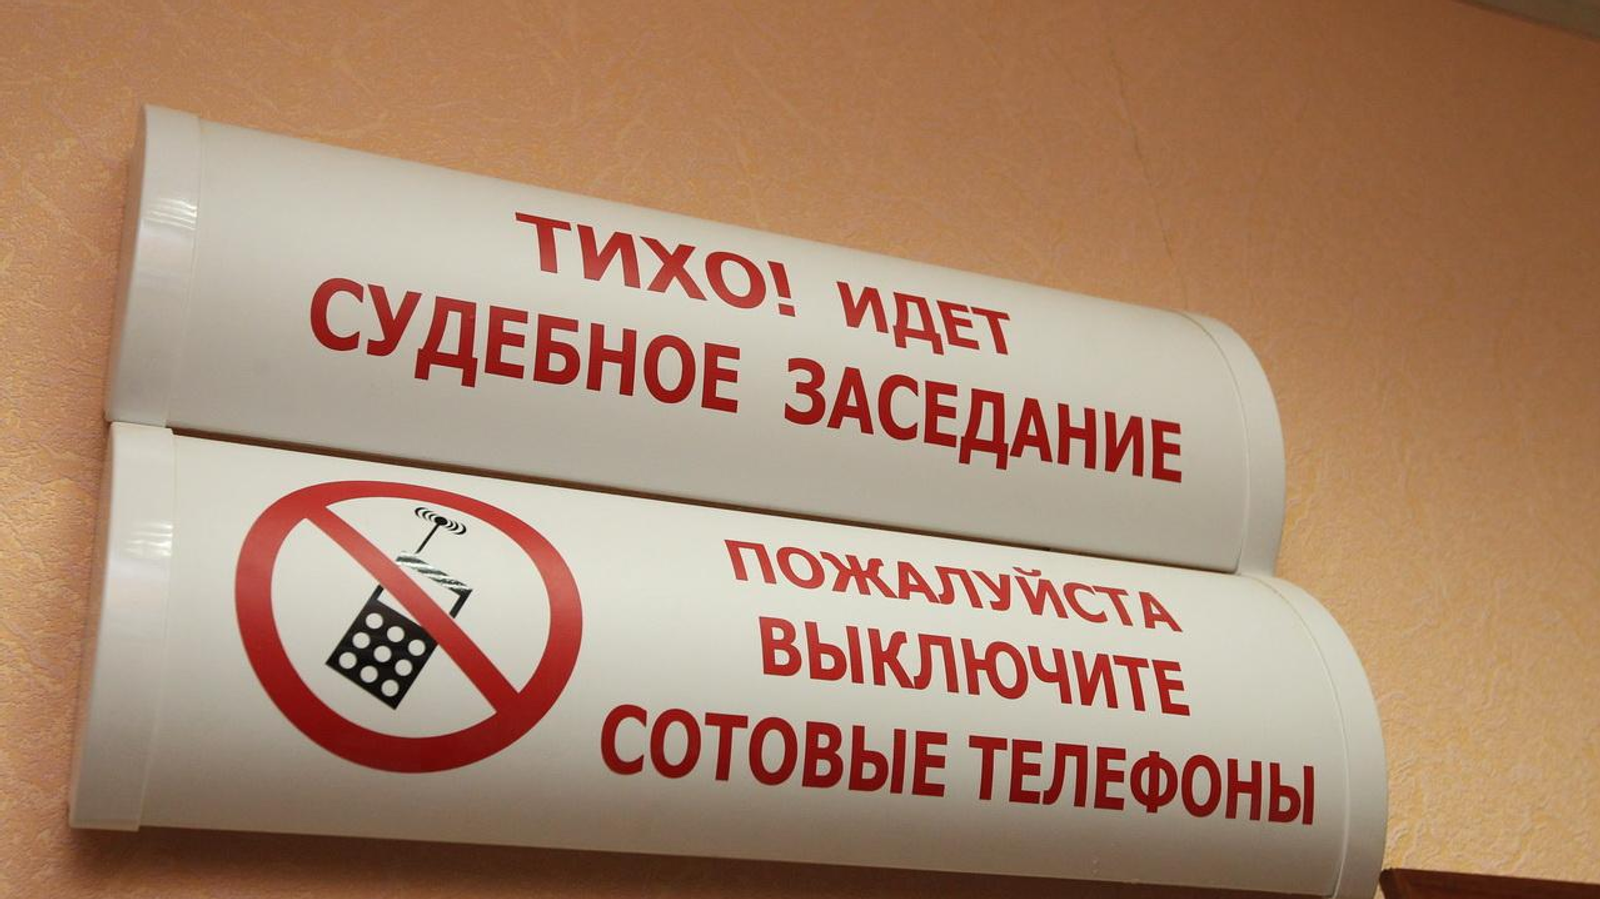 ТИХО! ИДЕТ
СУДЕБНОЕ ЗАСЕДАНИЕ
ПОЖАЛУЙСТА
ВЫКЛЮЧИТЕ
СОТОВЫЕ ТЕЛЕФОНЫ